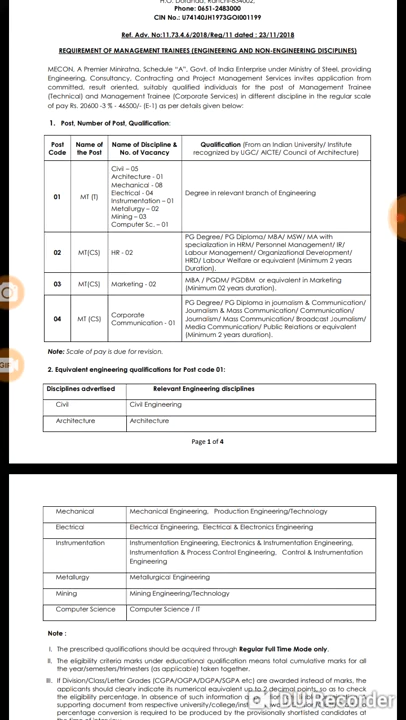 H.O. Doranda, Ranchi-834002,
Phone: 0651-2483000
CIN No.: U74140JH1973GOI001199
Ref. Adv. No:11.73.4.6/2018/Reg/11 dated : 23/11/2018
REQUIREMENT OF MANAGEMENT TRAINEES (ENGINEERING AND NON-ENGINEERING DISCIPLINES)
MECON, A Premier Miniratna, Schedule "A", Govt. of India Enterprise under Ministry of Steel, providing
Engineering, Consultancy, Contracting and Project Management Services invites application from
committed, result oriented, suitably qualified individuals for the post of Management Trainee
(Technical) and Management Trainee (Corporate Services) in different discipline in the regular scale
of pay Rs. 20600 -3 % - 46500/- (E-1) as per details given below:
1. Post, Number of Post, Qualification:
Post Code
Name of the Post
Name of Discipline & No. of Vacancy
Qualification (From an Indian University/ Institute recognized by UGC/ AICTE/ Council of Architecture)
01
MT (T)
Civil – 05
Architecture - 01
Mechanical - 08
Electrical - 04
Instrumentation – 01
Metallurgy – 02
Mining – 03
Computer Sc. – 01
Degree in relevant branch of Engineering
02
MT(CS)
HR - 02
PG Degree/ PG Diploma/ MBA/ MSW/ MA with
specialization in HRM/ Personnel Management/ IR/
Labour Management/ Organizational Development/
HRD/ Labour Welfare or equivalent (Minimum 2 years
Duration).
03
MT(CS)
Marketing - 02
MBA / PGDM/ PGDBM or equivalent in Marketing
(Minimum 02 years duration).
04
MT (CS)
Corporate
Communication - 01
PG Degree/ PG Diploma in journalism & Communication/
Journalism & Mass Communication/ Communication/
Journalism/ Mass Communication/ Broadcast Journalism/
Media Communication/ Public Relations or equivalent
(Minimum 2 years duration).
Note: Scale of pay is due for revision.
2. Equivalent engineering qualifications for Post code 01:
Disciplines advertised
Relevant Engineering disciplines
Civil
Civil Engineering
Architecture
Architecture
Page 1 of 4
GIF
Mechanical
Mechanical Engineering, Production Engineering/Technology
Electrical
Electrical Engineering, Electrical & Electronics Engineering
Instrumentation
Instrumentation Engineering, Electronics & Instrumentation Engineering,
Instrumentation & Process Control Engineering, Control & Instrumentation
Engineering
Metallurgy
Metallurgical Engineering
Mining
Mining Engineering/Technology
Computer Science
Computer Science / IT
Note :
I. The prescribed qualifications should be acquired through Regular Full Time Mode only.
II. The eligibility criteria marks under educational qualification means total cumulative marks for all
the year/semesters/trimesters (as applicable) taken together.
III. If Division/Class/Letter Grades (CGPA/OGPA/DGPA/SGPA etc) are awarded instead of marks, the
applicants should clearly indicate its numerical equivalent up to 2 decimal points, so as to check
the eligibility percentage. In absence of such information
supporting document from respective university/college/
percentage conversion is required to be produced by the provisionally shortlisted candidates at
DU Recorder